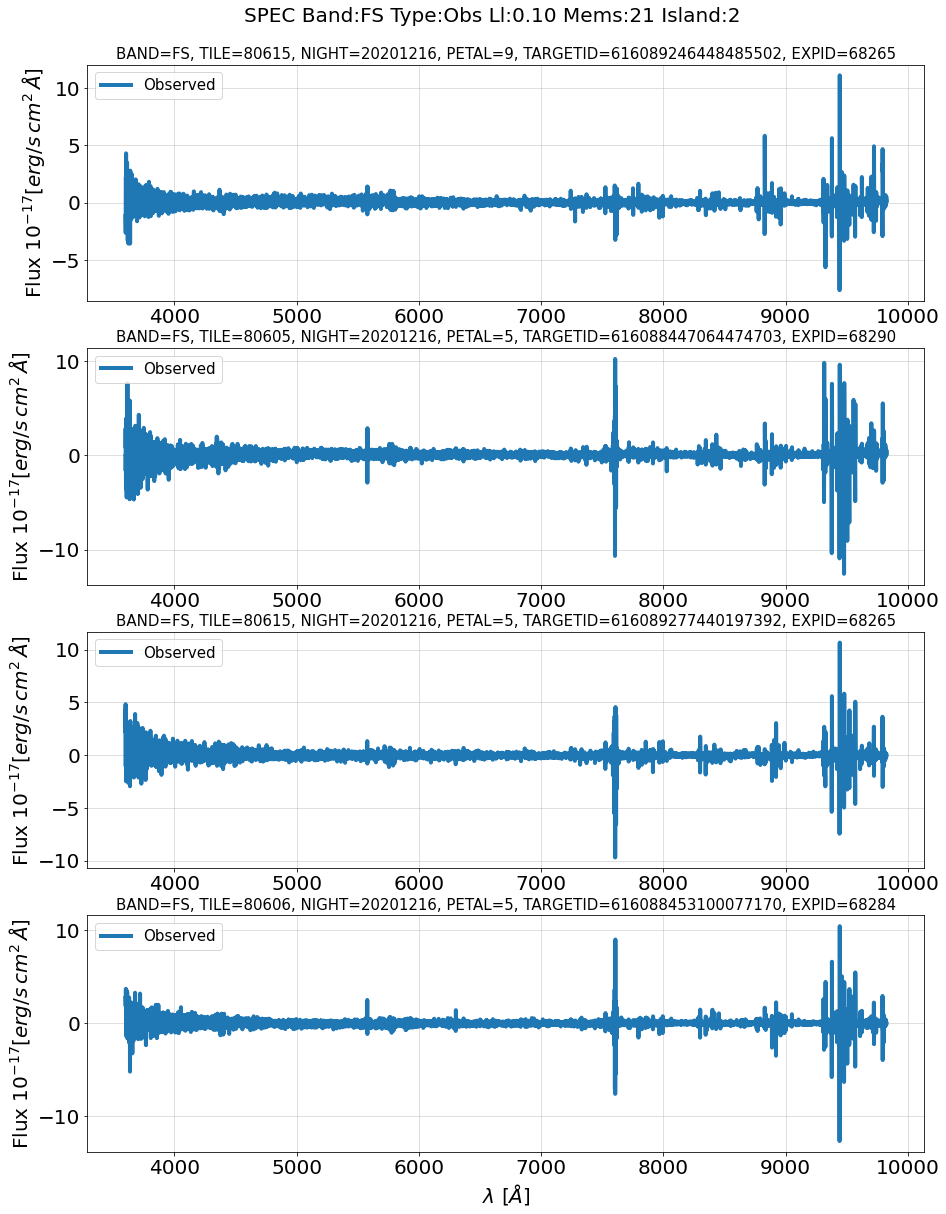 SPEC Band:FS Type:Obs Ll:0.10 Mems:21 Island:2
BAND=FS, TILE=80615, NIGHT=20201216, PETAL=9, TARGETID=616089246448485502, EXPID=68265
Observed
10
5
0
−5
Flux 10⁻¹⁷[erg/s cm² Å]
4000 5000 6000 7000 8000 9000 10000
BAND=FS, TILE=80605, NIGHT=20201216, PETAL=5, TARGETID=616088447064474703, EXPID=68290
Observed
10
0
−10
Flux 10⁻¹⁷[erg/s cm² Å]
4000 5000 6000 7000 8000 9000 10000
BAND=FS, TILE=80615, NIGHT=20201216, PETAL=5, TARGETID=616089277440197392, EXPID=68265
Observed
10
5
0
−5
−10
Flux 10⁻¹⁷[erg/s cm² Å]
4000 5000 6000 7000 8000 9000 10000
BAND=FS, TILE=80606, NIGHT=20201216, PETAL=5, TARGETID=616088453100077170, EXPID=68284
Observed
10
0
−10
Flux 10⁻¹⁷[erg/s cm² Å]
4000 5000 6000 7000 8000 9000 10000
λ [Å]